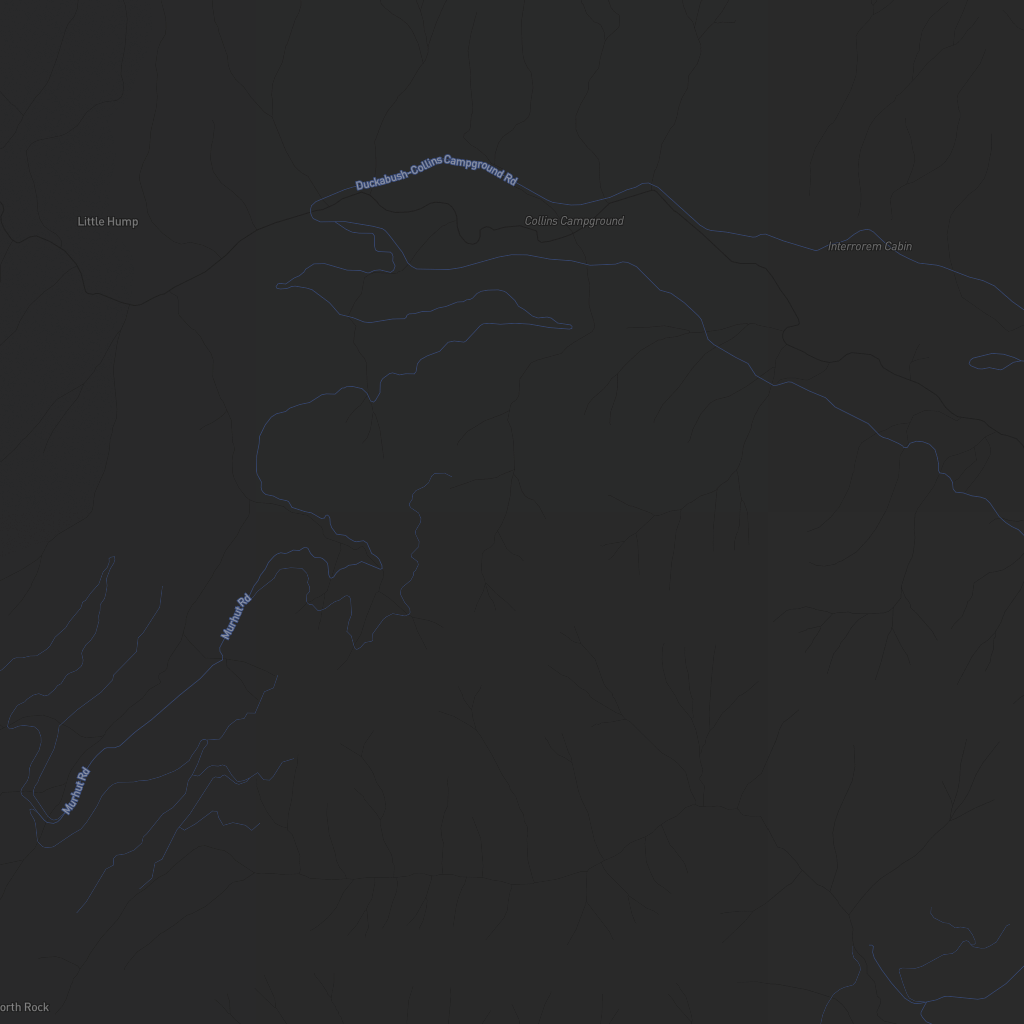 Duckabush-Collins Campground Rd
Little Hump
Collins Campground
Interrorem Cabin
Murhut Rd
Murhut Rd
orth Rock